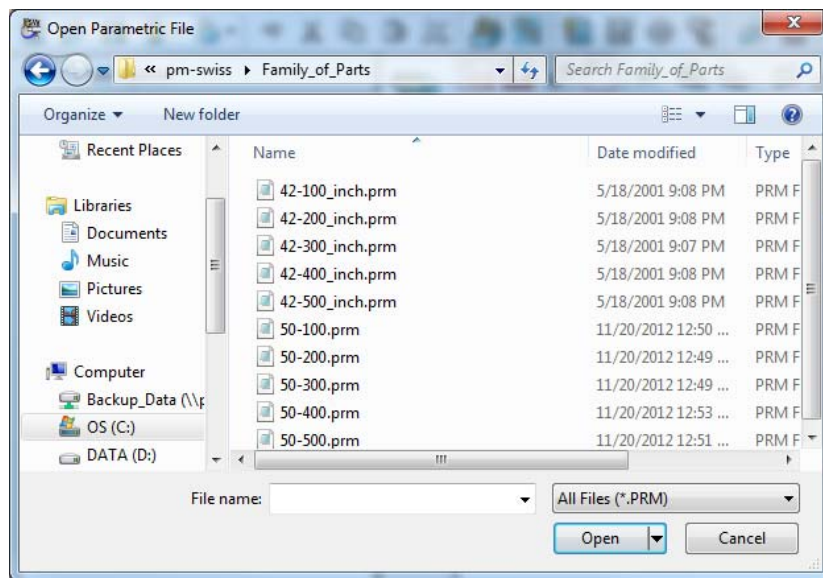 Open Parametric File
« pm-swiss Family_of_Parts Search Family_of_Parts
Organize New folder
Recent Places Name Date modified Type
42-100_inch.prm 5/18/2001 9:08 PM PRM F
Libraries 42-200_inch.prm 5/18/2001 9:08 PM PRM F
Documents 42-300_inch.prm 5/18/2001 9:07 PM PRM F
Music 42-400_inch.prm 5/18/2001 9:08 PM PRM F
Pictures 42-500_inch.prm 5/18/2001 9:08 PM PRM F
Videos 50-100.prm 11/20/2012 12:50 ... PRM F
50-200.prm 11/20/2012 12:49 ... PRM F
Computer 50-300.prm 11/20/2012 12:49 ... PRM F
Backup_Data (\\p 50-400.prm 11/20/2012 12:53 ... PRM F
OS (C:) 50-500.prm 11/20/2012 12:51 ... PRM F
DATA (D:)
File name: All Files (*.PRM)
Open Cancel